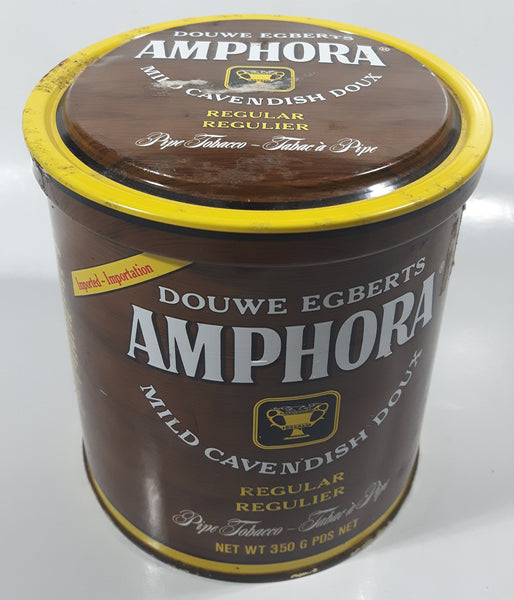 DOUWE EGBERTS
AMPHORA®
MILD CAVENDISH DOUX
REGULAR
REGULIER
Pipe Tobacco - Tabac à Pipe
Imported - Importation
DOUWE EGBERTS
AMPHORA®
MILD CAVENDISH DOUX
REGULAR
REGULIER
Pipe Tobacco - Tabac à Pipe
NET WT 350 G PDS NET